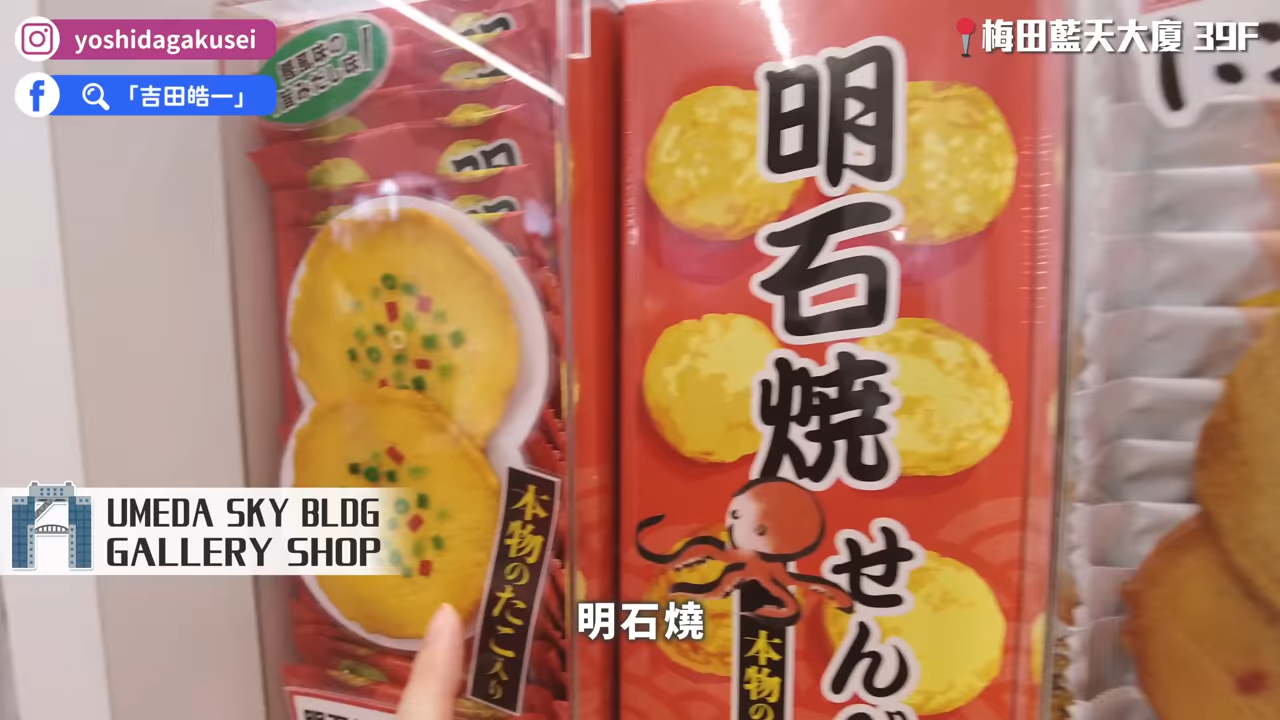 yoshidagakusei
「吉田皓一」
梅田藍天大廈 39F
明石焼
せん
本物のたこ入り
本物の
UMEDA SKY BLDG
GALLERY SHOP
明石燒